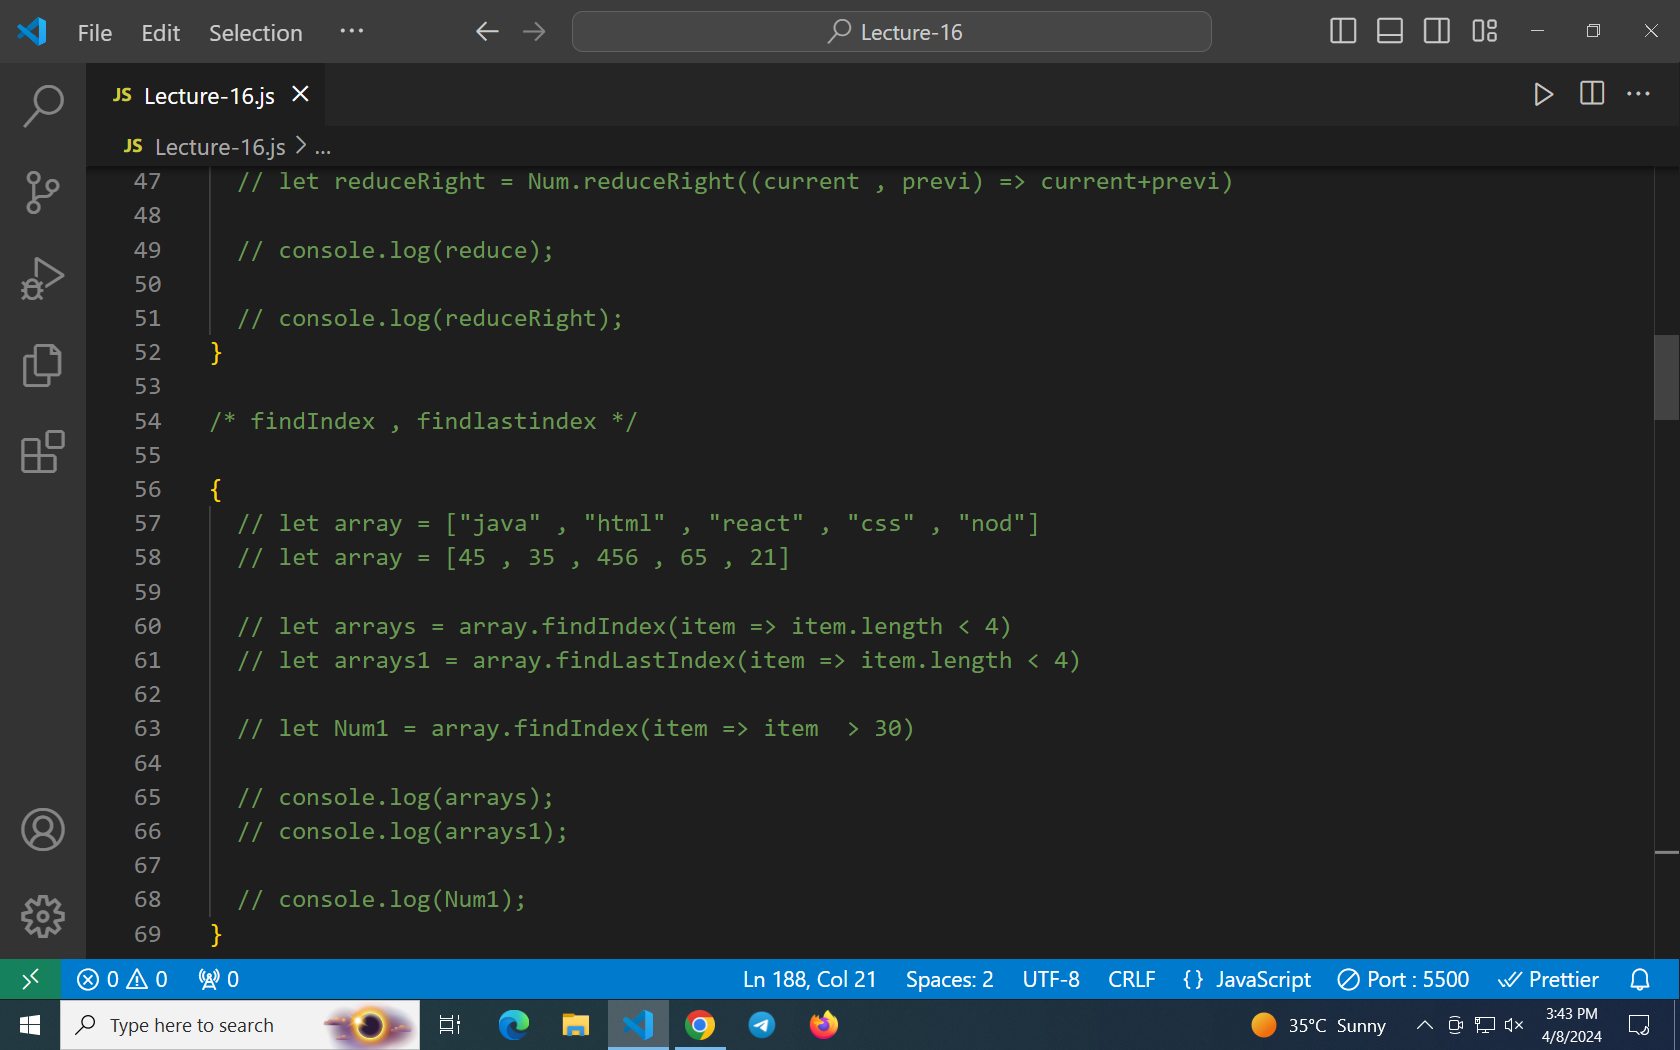 File Edit Selection ··· Lecture-16
JS Lecture-16.js
JS Lecture-16.js > ...
47 // let reduceRight = Num.reduceRight((current , previ) => current+previ)
48
49 // console.log(reduce);
50
51 // console.log(reduceRight);
52 }
53
54 /* findIndex , findlastindex */
55
56 {
57 // let array = ["java" , "html" , "react" , "css" , "nod"]
58 // let array = [45 , 35 , 456 , 65 , 21]
59
60 // let arrays = array.findIndex(item => item.length < 4)
61 // let arrays1 = array.findLastIndex(item => item.length < 4)
62
63 // let Num1 = array.findIndex(item => item  > 30)
64
65 // console.log(arrays);
66 // console.log(arrays1);
67
68 // console.log(Num1);
69 }
0 0 0 Ln 188, Col 21 Spaces: 2 UTF-8 CRLF {} JavaScript Port : 5500 Prettier
Type here to search 35°C Sunny 3:43 PM
4/8/2024